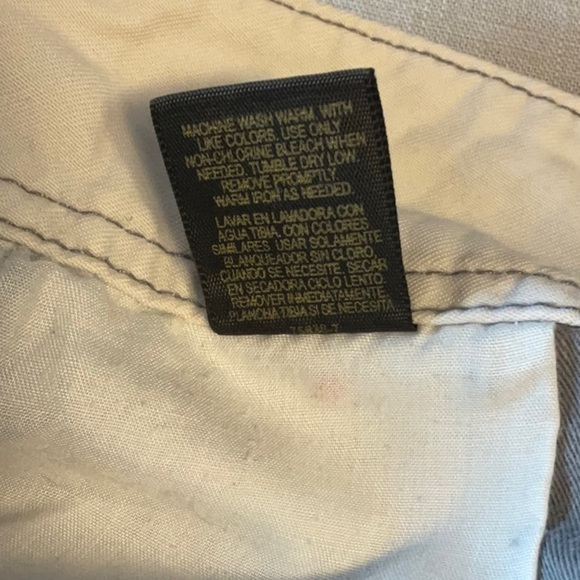 MACHINE WASH WARM, WITH
LIKE COLORS. USE ONLY
NON-CHLORINE BLEACH WHEN
NEEDED. TUMBLE DRY LOW.
REMOVE PROMPTLY
WARM IRON AS NEEDED.
LAVAR EN LAVADORA CON
AGUA TIBIA, CON COLORES
SIMILARES. USAR SOLAMENTE
BLANQUEADOR SIN CLORO,
CUANDO SE NECESITE. SECAR
EN SECADORA CICLO LENTO.
REMOVER INMEDIATAMENTE
PLANCHA TIBIA SI SE NECESITA